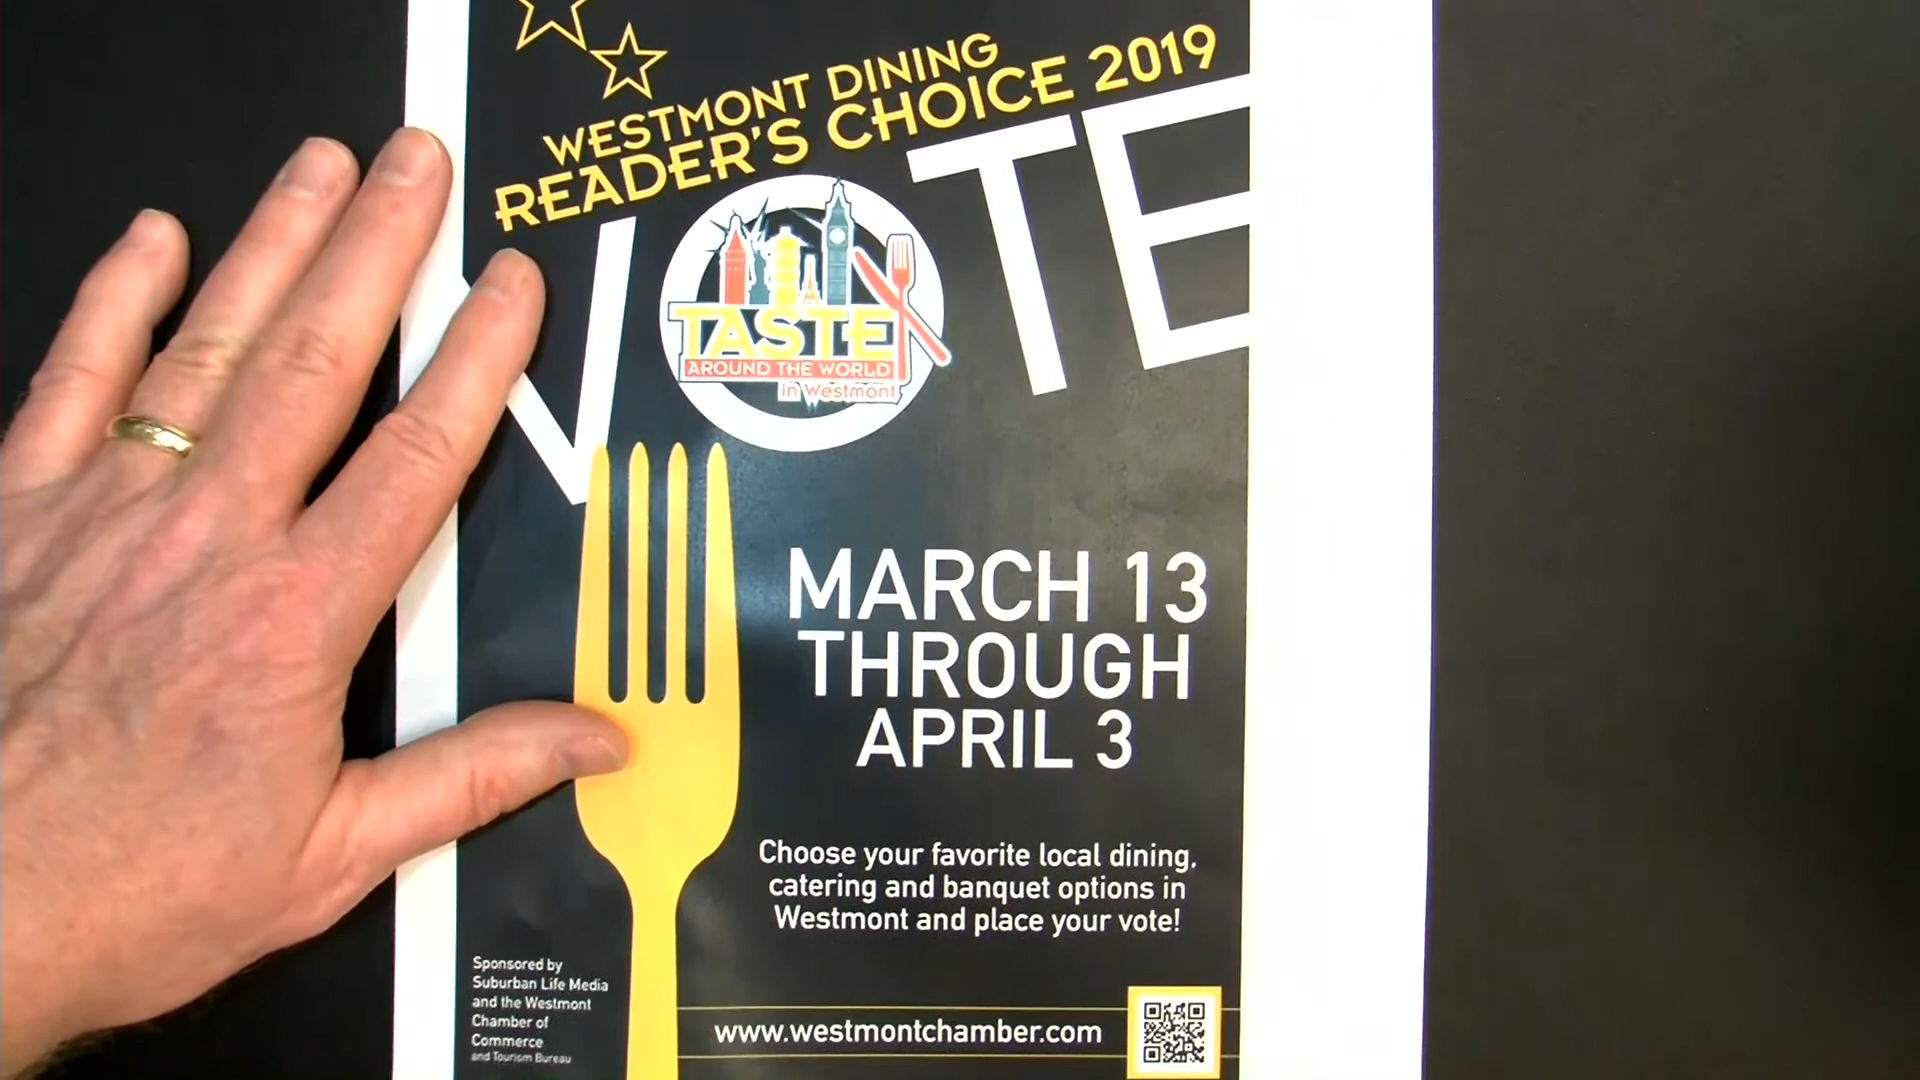 WESTMONT DINING
READER'S CHOICE 2019
VOTE
TASTE
AROUND THE WORLD
in Westmont
MARCH 13
THROUGH
APRIL 3
Choose your favorite local dining,
catering and banquet options in
Westmont and place your vote!
Sponsored by
Suburban Life Media
and the Westmont
Chamber of
Commerce
and Tourism Bureau
www.westmontchamber.com